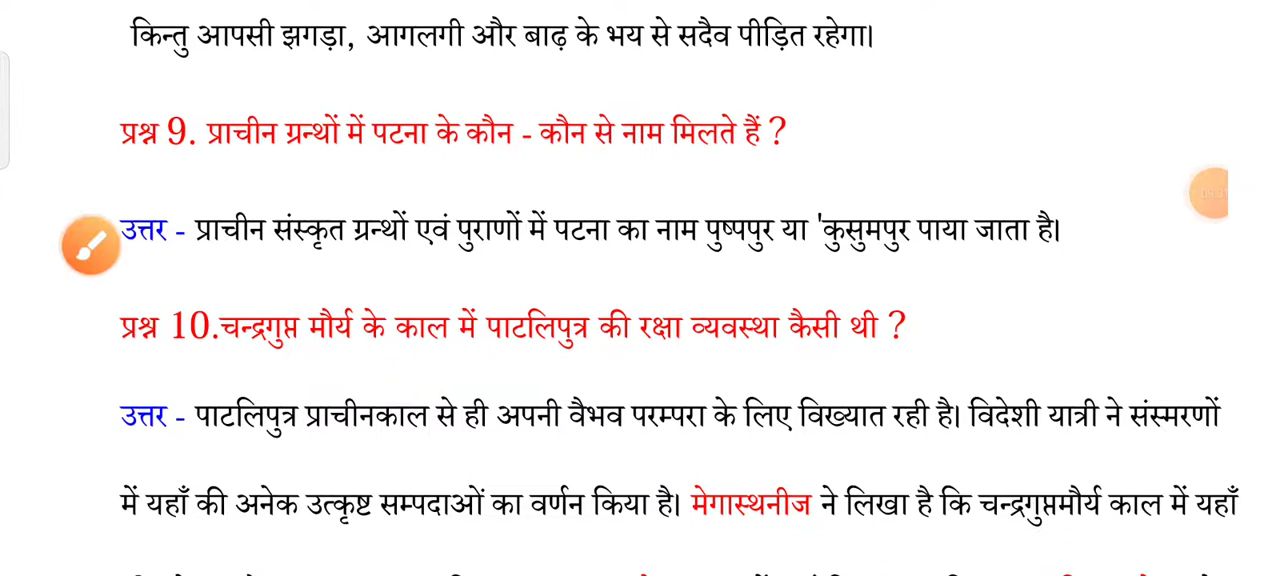 किन्तु आपसी झगड़ा, आगलगी और बाढ़ के भय से सदैव पीड़ित रहेगा।
प्रश्न 9. प्राचीन ग्रन्थों में पटना के कौन - कौन से नाम मिलते हैं ?
उत्तर - प्राचीन संस्कृत ग्रन्थों एवं पुराणों में पटना का नाम पुष्पपुर या 'कुसुमपुर पाया जाता है।
प्रश्न 10.चन्द्रगुप्त मौर्य के काल में पाटलिपुत्र की रक्षा व्यवस्था कैसी थी ?
उत्तर - पाटलिपुत्र प्राचीनकाल से ही अपनी वैभव परम्परा के लिए विख्यात रही है। विदेशी यात्री ने संस्मरणों
में यहाँ की अनेक उत्कृष्ट सम्पदाओं का वर्णन किया है। मेगास्थनीज ने लिखा है कि चन्द्रगुप्तमौर्य काल में यहाँ